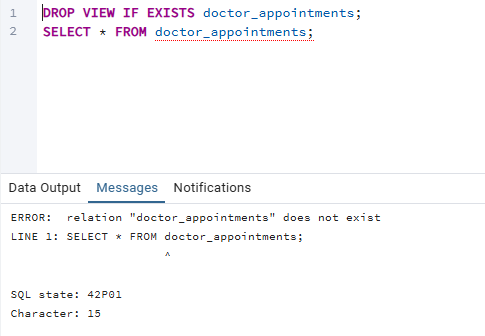 1 DROP VIEW IF EXISTS doctor_appointments;
2 SELECT * FROM doctor_appointments;
Data Output Messages Notifications
ERROR:  relation "doctor_appointments" does not exist
LINE 1: SELECT * FROM doctor_appointments;
^
SQL state: 42P01
Character: 15